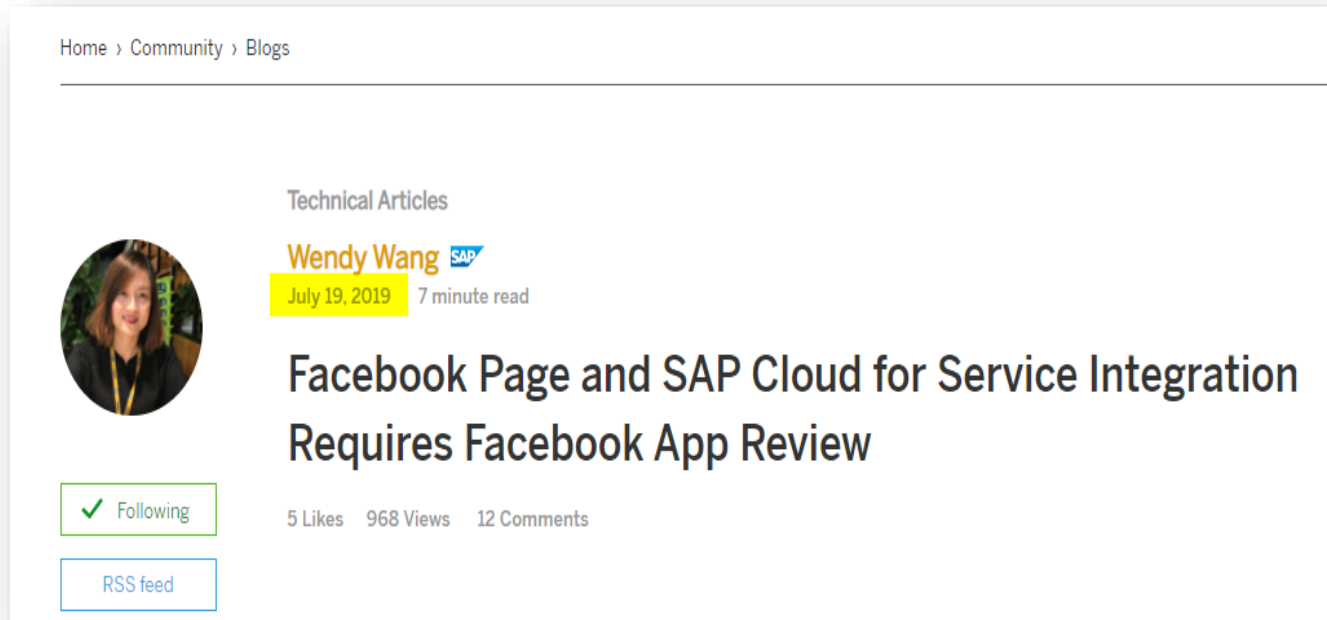 Home › Community › Blogs
Technical Articles
Wendy Wang SAP
July 19, 2019 7 minute read
Facebook Page and SAP Cloud for Service Integration
Requires Facebook App Review
Following
5 Likes 968 Views 12 Comments
RSS feed